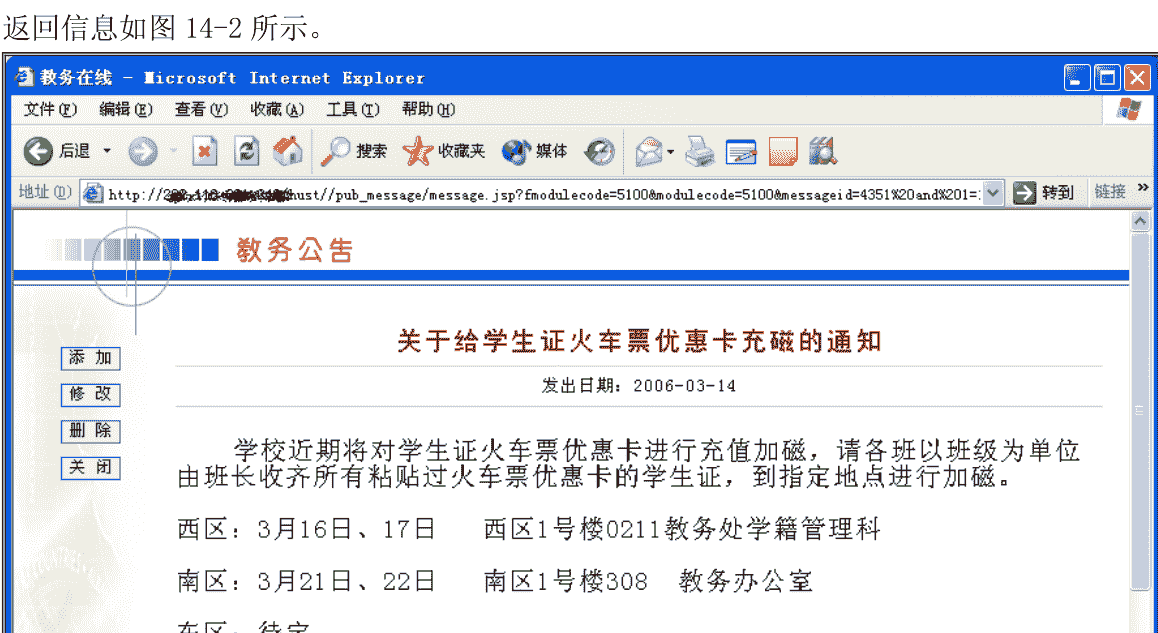 返回信息如图 14-2 所示。
教务在线 - Microsoft Internet Explorer
文件(F) 编辑(E) 查看(V) 收藏(A) 工具(T) 帮助(H)
后退 搜索 收藏夹 媒体
地址(D) http://hust//pub_message/message.jsp?fmodulecode=5100&modulecode=5100&messageid=4351%20and%201=1 转到 链接 »
教务公告
关于给学生证火车票优惠卡充磁的通知
添 加
发出日期: 2006-03-14
修 改
删 除
关 闭
学校近期将对学生证火车票优惠卡进行充值加磁，请各班以班级为单位
由班长收齐所有粘贴过火车票优惠卡的学生证，到指定地点进行加磁。
西区: 3月16日、17日 西区1号楼0211教务处学籍管理科
南区: 3月21日、22日 南区1号楼308 教务办公室
东区: 待定